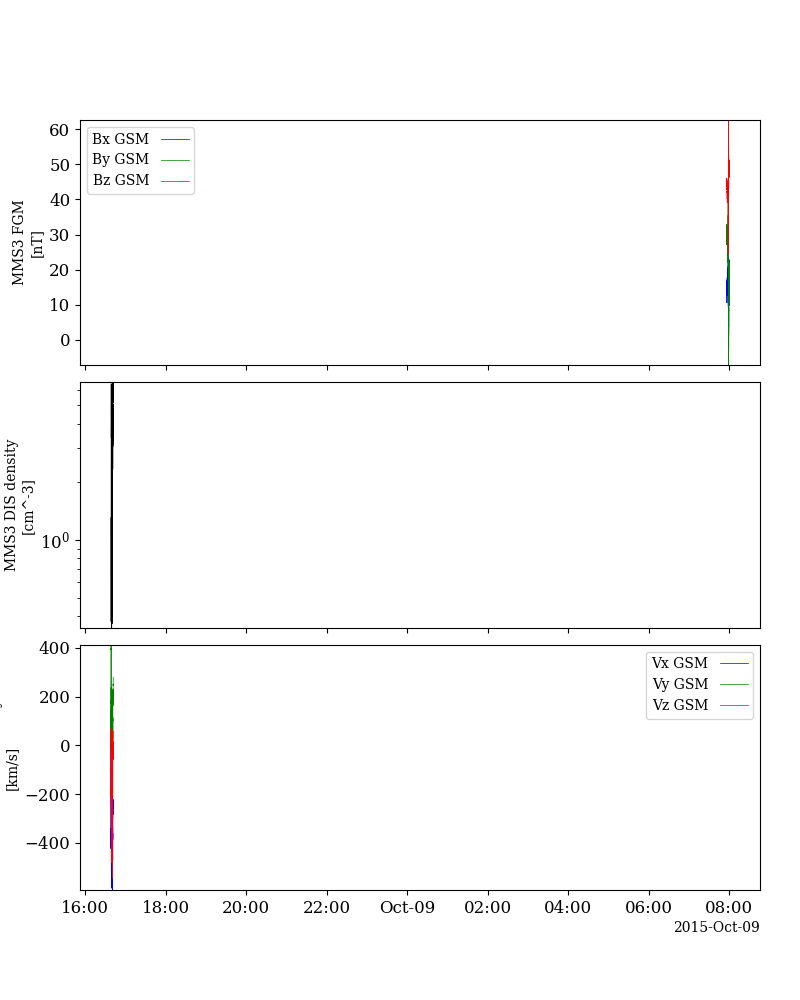 60
50
40
30
20
10
0
MMS3 FGM
[nT]
Bx GSM
By GSM
Bz GSM
10^0
MMS3 DIS density
[cm^-3]
400
200
0
−200
−400
[km/s]
Vx GSM
Vy GSM
Vz GSM
16:00 18:00 20:00 22:00 Oct-09 02:00 04:00 06:00 08:00
2015-Oct-09